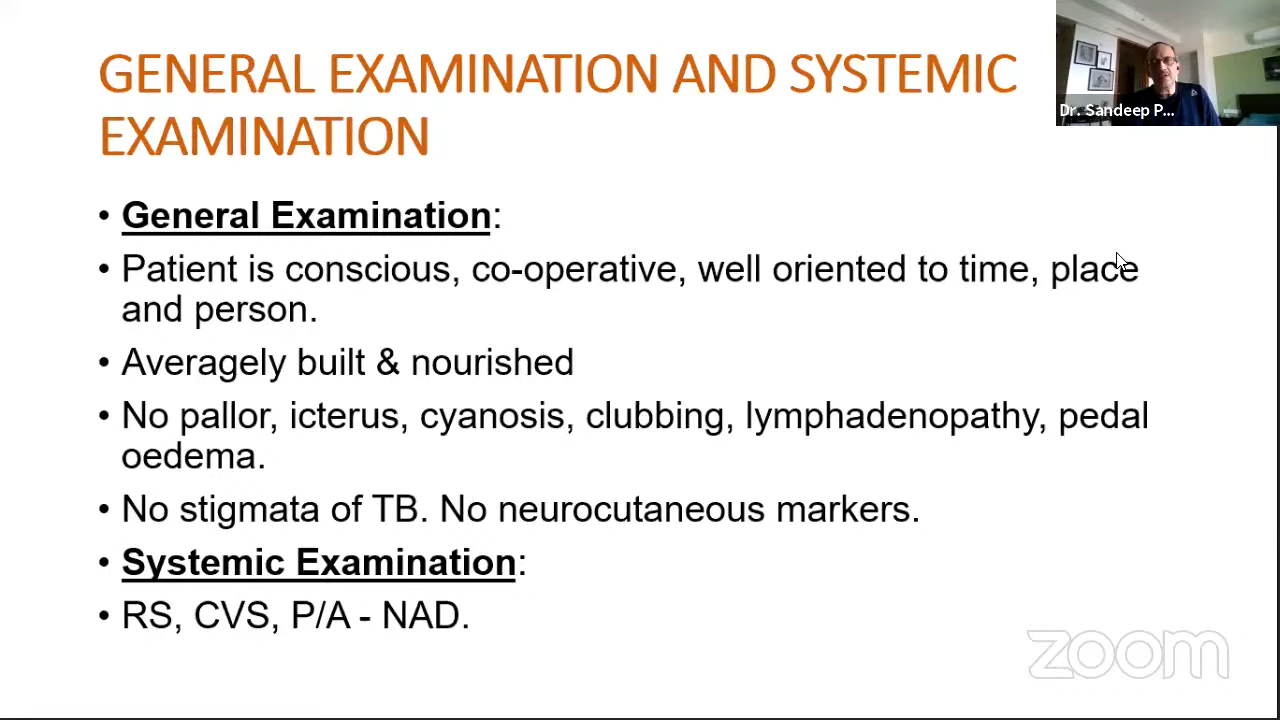 GENERAL EXAMINATION AND SYSTEMIC
EXAMINATION
Dr. Sandeep P...
• General Examination:
• Patient is conscious, co-operative, well oriented to time, place
and person.
• Averagely built & nourished
• No pallor, icterus, cyanosis, clubbing, lymphadenopathy, pedal
oedema.
• No stigmata of TB. No neurocutaneous markers.
• Systemic Examination:
• RS, CVS, P/A - NAD.
zoom